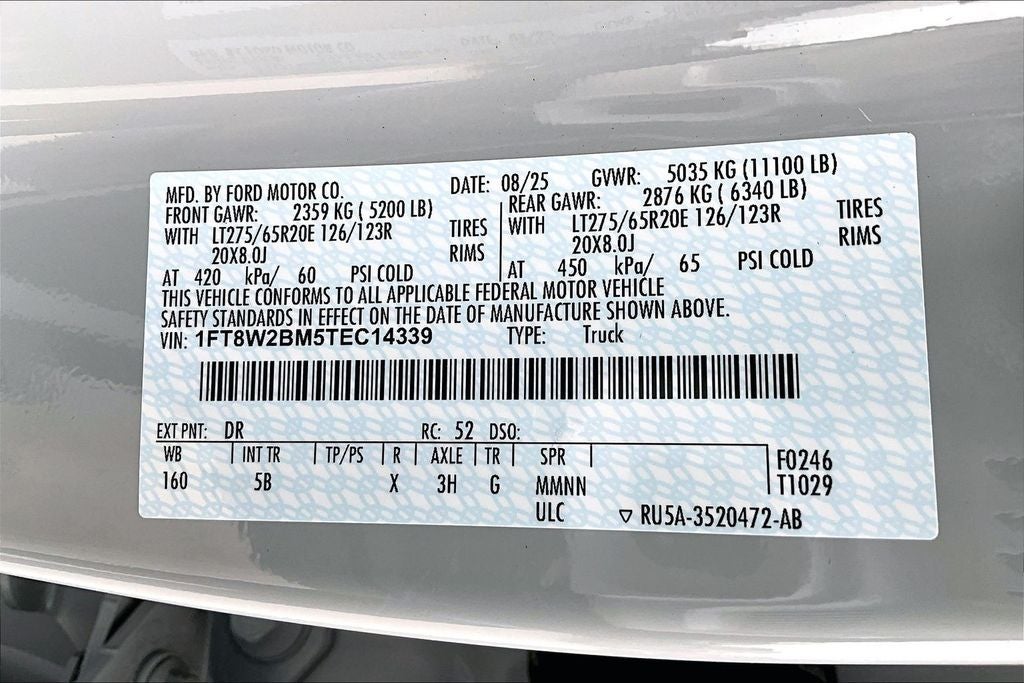 MFD. BY FORD MOTOR CO. DATE: 08/25 GVWR: 5035 KG (11100 LB)
FRONT GAWR: 2359 KG ( 5200 LB) REAR GAWR: 2876 KG ( 6340 LB)
WITH LT275/65R20E 126/123R TIRES WITH LT275/65R20E 126/123R TIRES
20X8.0J RIMS 20X8.0J RIMS
AT 420 kPa/ 60 PSI COLD AT 450 kPa/ 65 PSI COLD
THIS VEHICLE CONFORMS TO ALL APPLICABLE FEDERAL MOTOR VEHICLE
SAFETY STANDARDS IN EFFECT ON THE DATE OF MANUFACTURE SHOWN ABOVE.
VIN: 1FT8W2BM5TEC14339 TYPE: Truck
EXT PNT: DR RC: 52 DSO:
WB INT TR TP/PS R AXLE TR SPR F0246
160 5B X 3H G MMNN T1029
ULC ▽ RU5A-3520472-AB